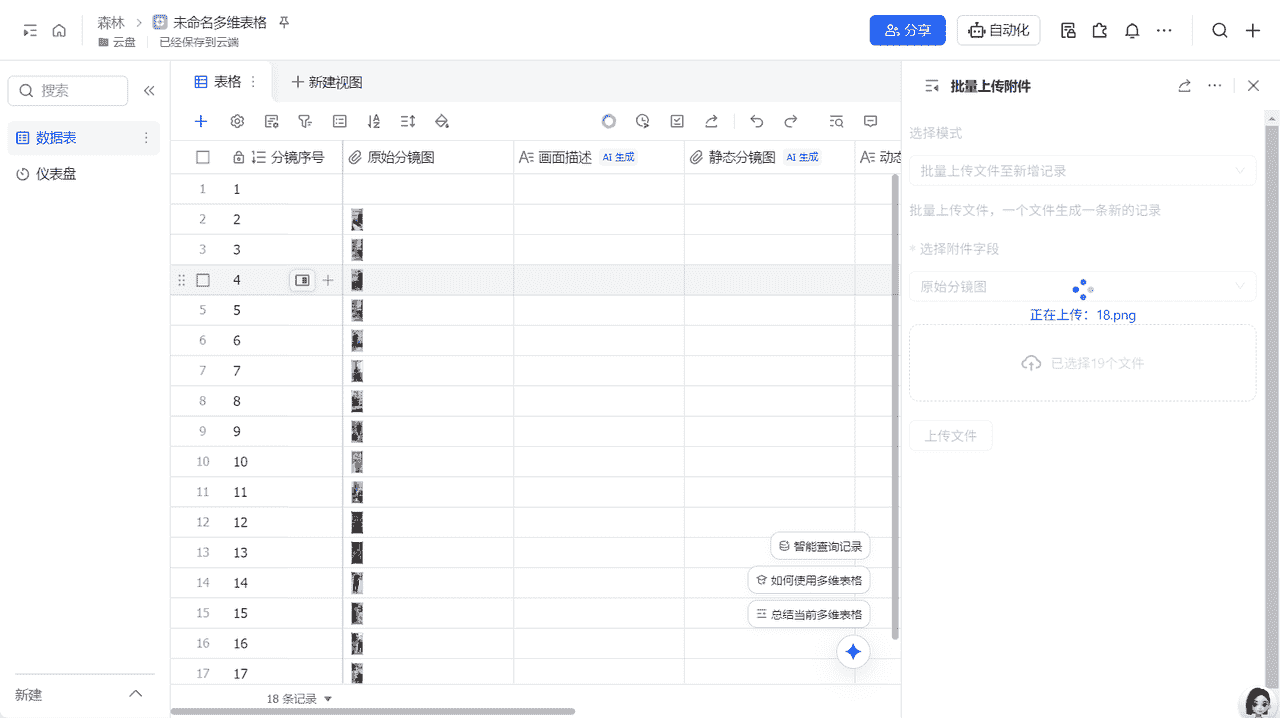 森林 未命名多维表格
云盘 已经保存到云端
分享 自动化
搜索
数据表
仪表盘
新建
表格 新建视图
分镜序号 原始分镜图 画面描述 AI 生成 静态分镜图 AI 生成 动态
1 1
2 2
3 3
4 4
5 5
6 6
7 7
8 8
9 9
10 10
11 11
12 12
13 13
14 14
15 15
16 16
17 17
智能查询记录
如何使用多维表格
总结当前多维表格
18 条记录
批量上传附件
选择模式
批量上传文件至新增记录
批量上传文件，一个文件生成一条新的记录
* 选择附件字段
原始分镜图
正在上传：18.png
已选择19个文件
上传文件